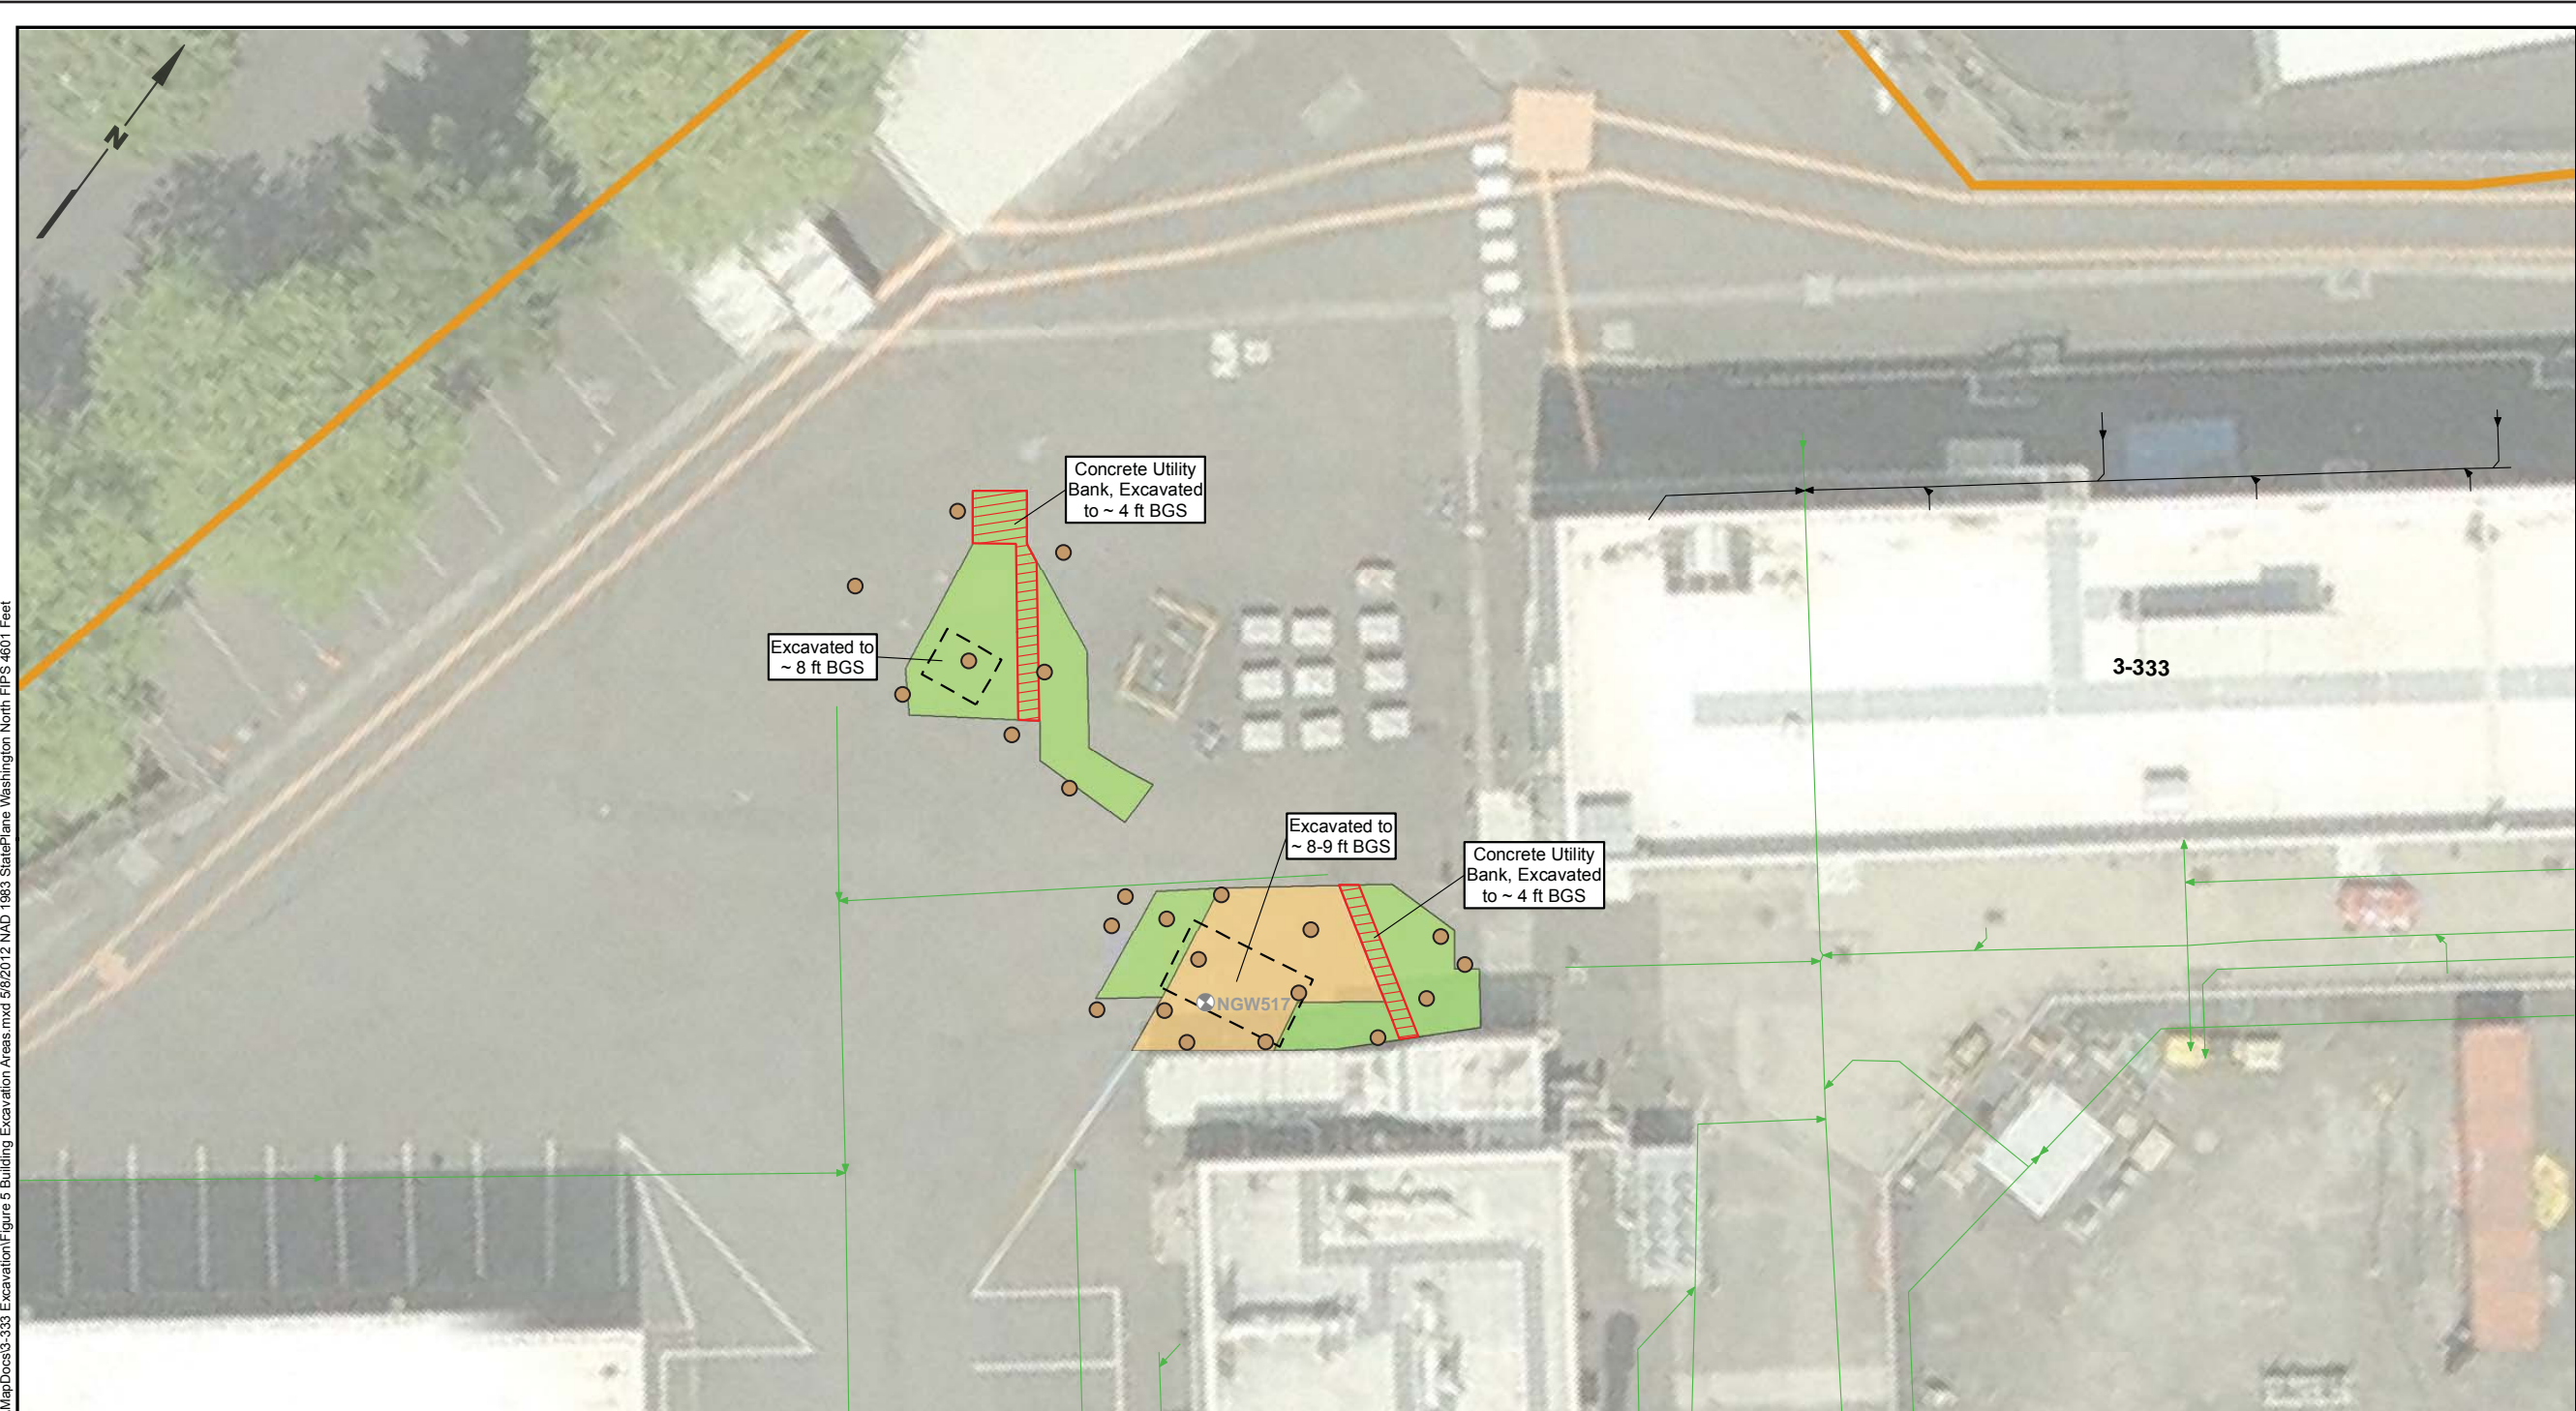 N
Concrete Utility
Bank, Excavated
to ~ 4 ft BGS
Excavated to
~ 8 ft BGS
3-333
Excavated to
~ 8-9 ft BGS
Concrete Utility
Bank, Excavated
to ~ 4 ft BGS
NGW517
MapDocs\3-333 Excavation\Figure 5 Building Excavation Areas.mxd 5/8/2012 NAD 1983 StatePlane Washington North FIPS 4601 Feet